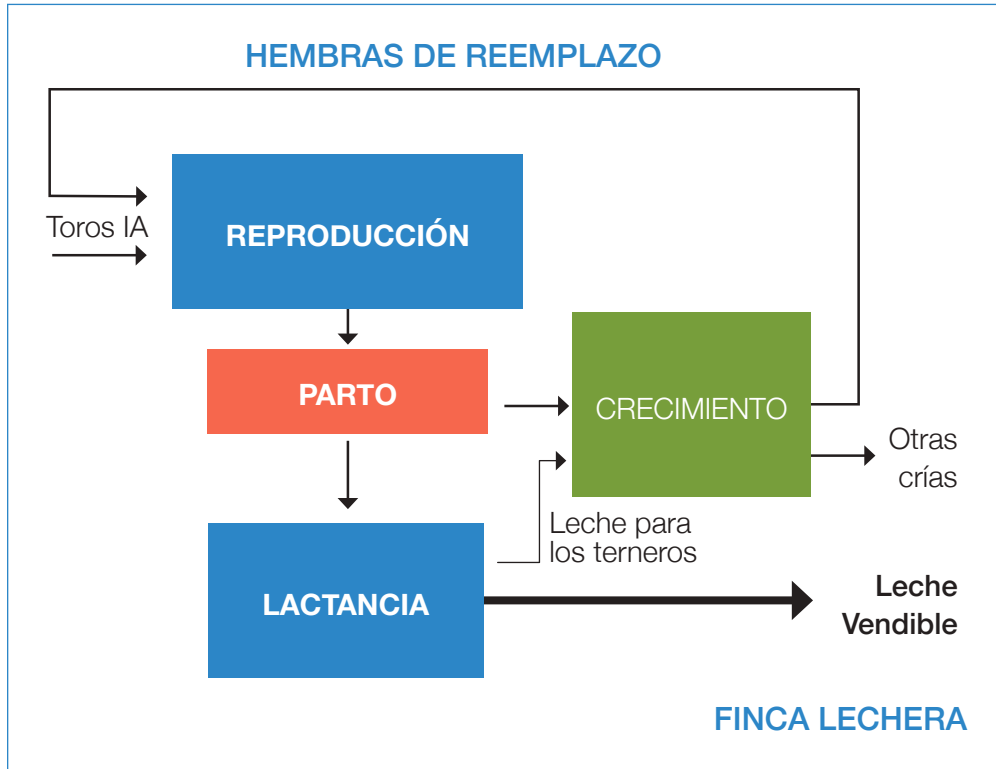 HEMBRAS DE REEMPLAZO
Toros IA
REPRODUCCIÓN
PARTO
CRECIMIENTO
Otras
crías
Leche para
los terneros
LACTANCIA
Leche
Vendible
FINCA LECHERA